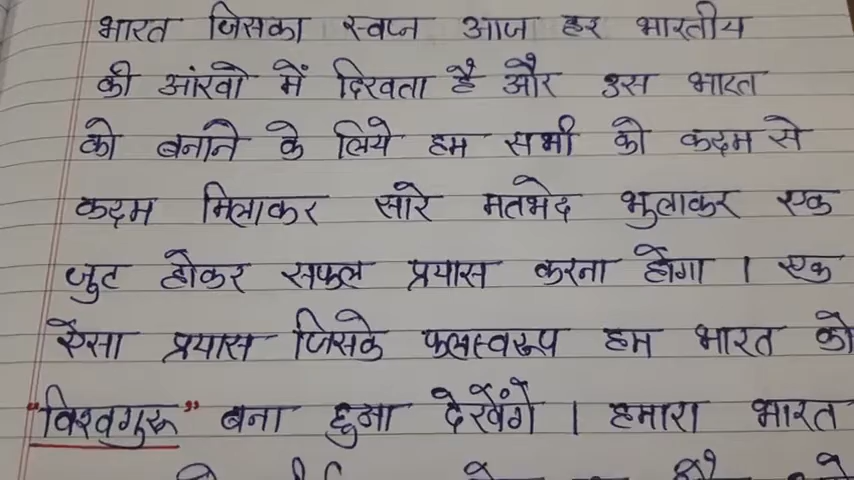 भारत जिसका स्वप्न आज हर भारतीय
की आंखो में दिखता है और उस भारत
को बनाने के लिये हम सभी को कदम से
कदम मिलाकर सारे मतभेद भुलाकर एक
जुट होकर सफल प्रयास करना होगा । एक
ऐसा प्रयास जिसके फलस्वरूप हम भारत को
"विश्वगुरू" बना हुआ देखेंगें । हमारा भारत